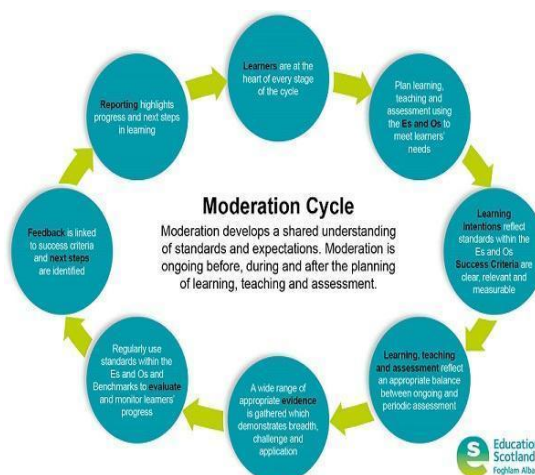 Learners are at the
heart of every stage
of the cycle
Plan learning,
teaching and
assessment using
the Es and Os to
meet learners'
needs
Learning
Intentions reflect
standards within the
Es and Os
Success Criteria are
clear, relevant and
measurable
Learning, teaching
and assessment reflect
an appropriate balance
between ongoing and
periodic assessment
A wide range of
appropriate evidence
is gathered which
demonstrates breadth,
challenge and
application
Regularly use
standards within the
Es and Os and
Benchmarks to evaluate
and monitor learners'
progress
Feedback is linked
to success criteria
and next steps
are identified
Reporting highlights
progress and next steps
in learning
Moderation Cycle
Moderation develops a shared understanding
of standards and expectations. Moderation is
ongoing before, during and after the planning
of learning, teaching and assessment.
Educatio
Scotland
Foghlam Alba